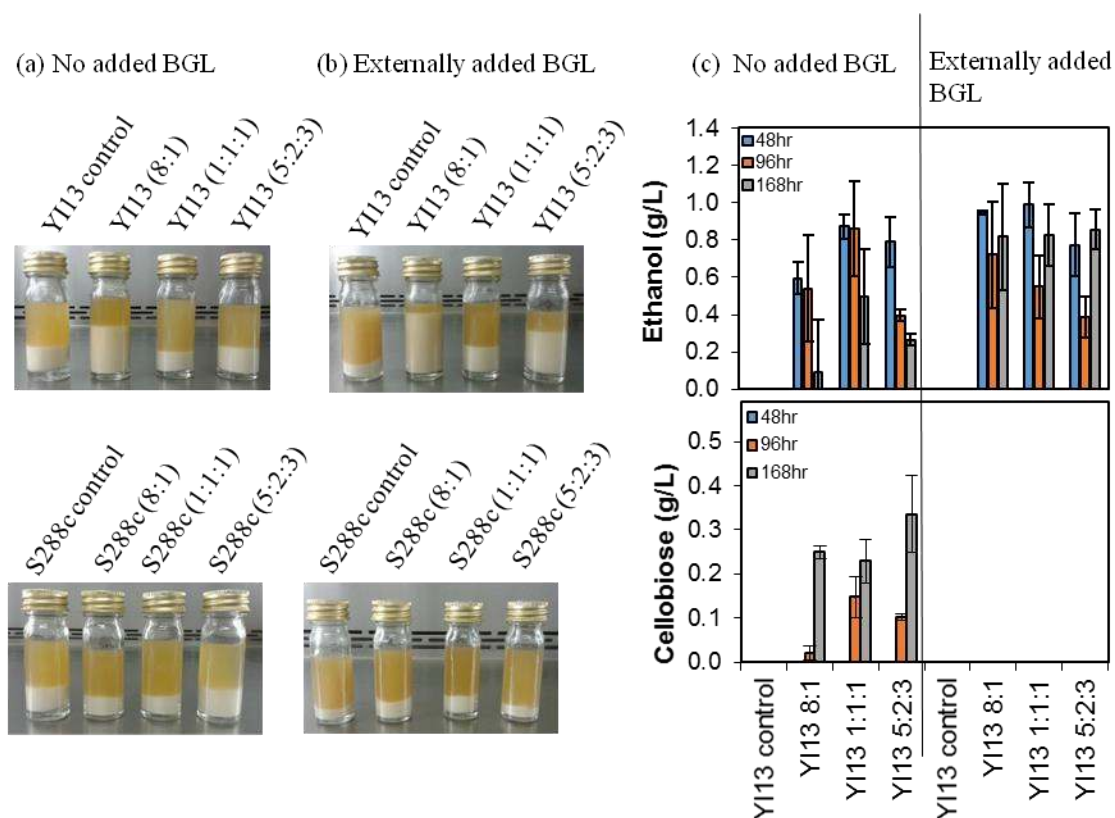 (a) No added BGL
YI13 control
YI13 (8:1)
YI13 (1:1:1)
YI13 (5:2:3)
S288c control
S288c (8:1)
S288c (1:1:1)
S288c (5:2:3)
(b) Externally added BGL
YI13 control
YI13 (8:1)
YI13 (1:1:1)
YI13 (5:2:3)
S288c control
S288c (8:1)
S288c (1:1:1)
S288c (5:2:3)
(c) No added BGL
Externally added
BGL
Ethanol (g/L)
1.4
1.2
1.0
0.8
0.6
0.4
0.2
0.0
48hr
96hr
168hr
Cellobiose (g/L)
0.5
0.4
0.3
0.2
0.1
0.0
48hr
96hr
168hr
YI13 control
YI13 8:1
YI13 1:1:1
YI13 5:2:3
YI13 control
YI13 8:1
YI13 1:1:1
YI13 5:2:3